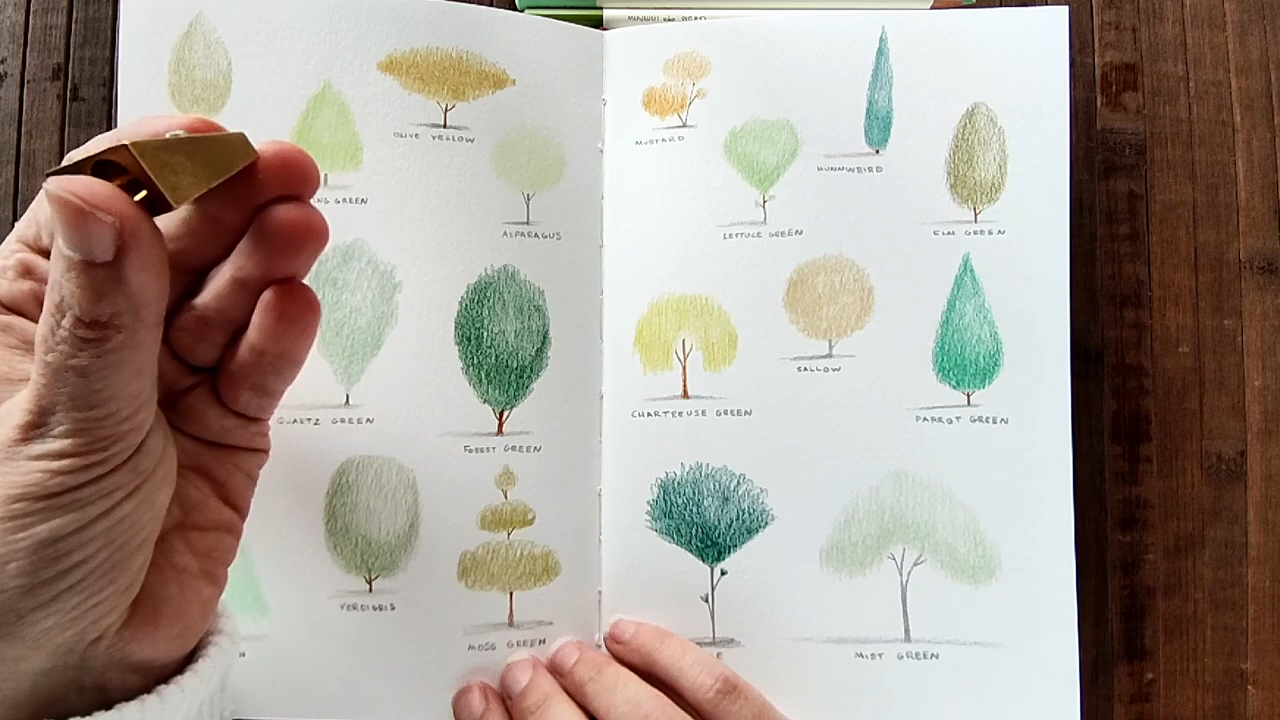 OLIVE YELLOW
ING GREEN
ASPARAGUS
QUARTZ GREEN
FOREST GREEN
VERDIGRIS
MOSS GREEN
MUSTARD
HUMMINBIRD
LETTUCE GREEN
ELM GREEN
SALLOW
CHARTREUSE GREEN
PARROT GREEN
E
MIST GREEN